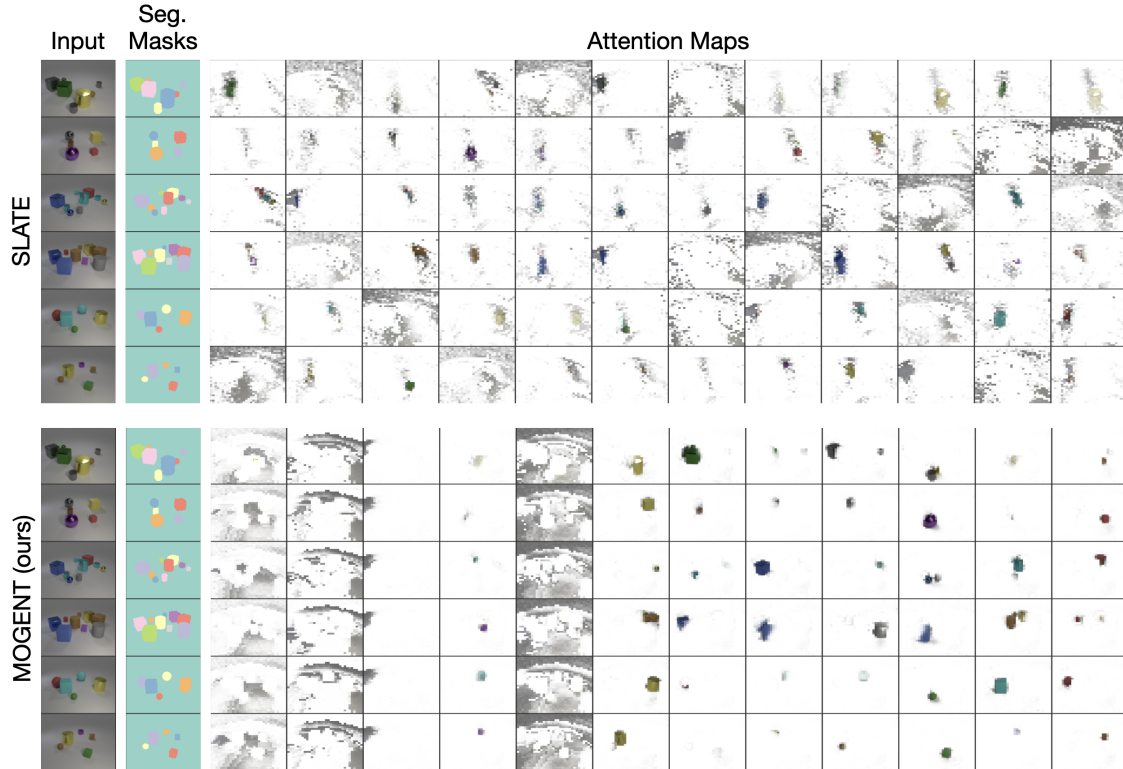 Input
Seg.
Masks
Attention Maps
SLATE
MOGENT (ours)